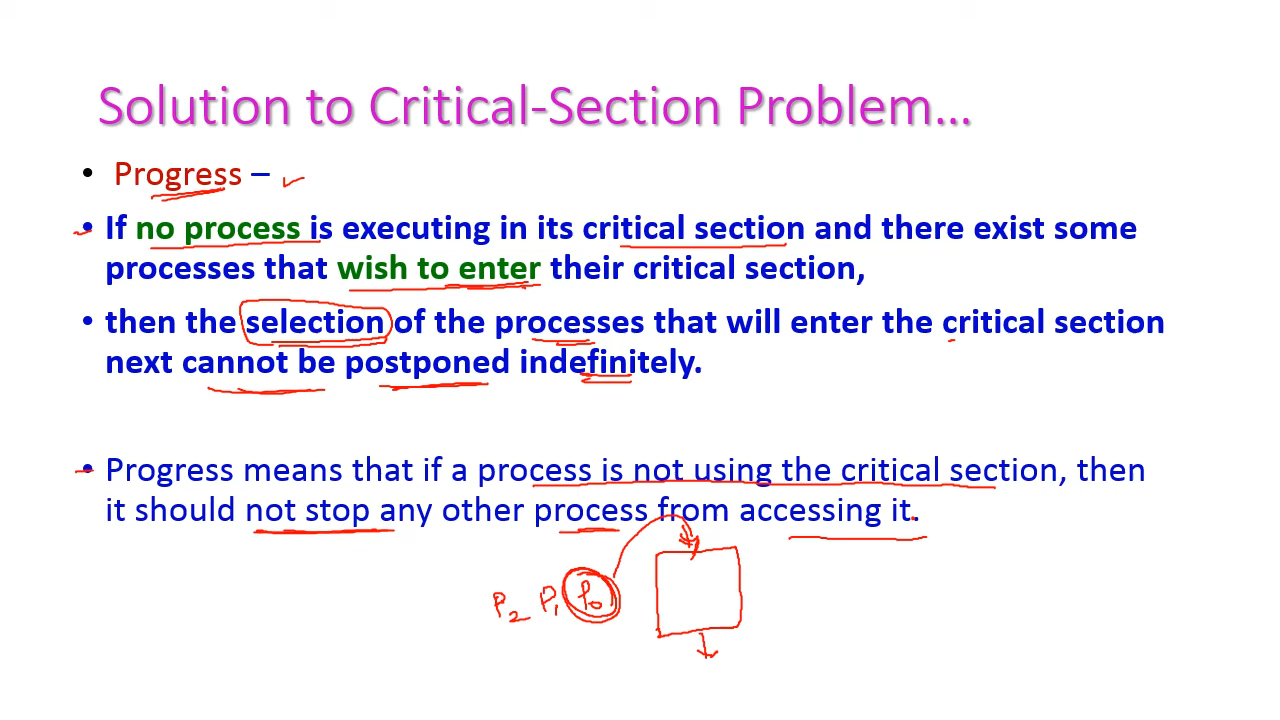 Solution to Critical-Section Problem...
• Progress –
• If no process is executing in its critical section and there exist some
processes that wish to enter their critical section,
• then the selection of the processes that will enter the critical section
next cannot be postponed indefinitely.
• Progress means that if a process is not using the critical section, then
it should not stop any other process from accessing it.
P2 P1 P0